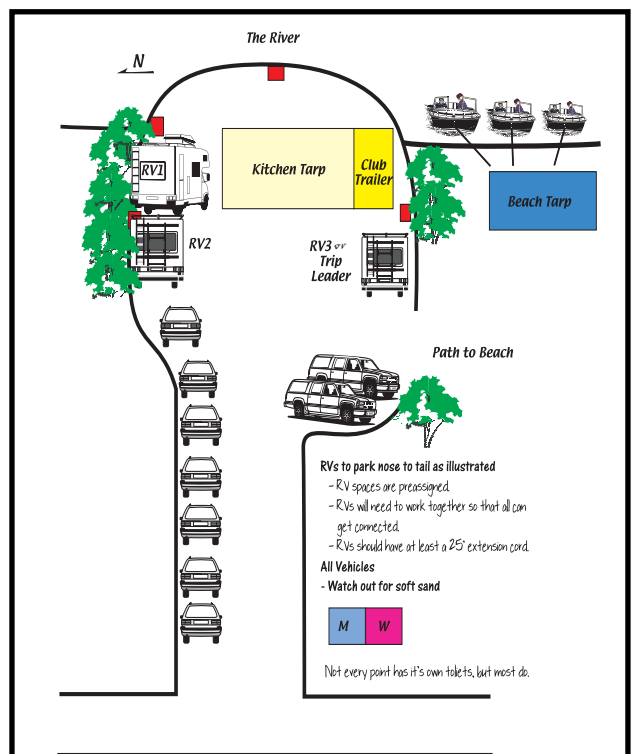 The River
N
RV1
Kitchen Tarp
Club
Trailer
Beach Tarp
RV2
RV3 or
Trip
Leader
Path to Beach
RVs to park nose to tail as illustrated
- RV spaces are preassigned.
- RVs will need to work together so that all can
get connected.
- RVs should have at least a 25' extension cord.
All Vehicles
- Watch out for soft sand
M
W
Not every point has it's own toliets, but most do.